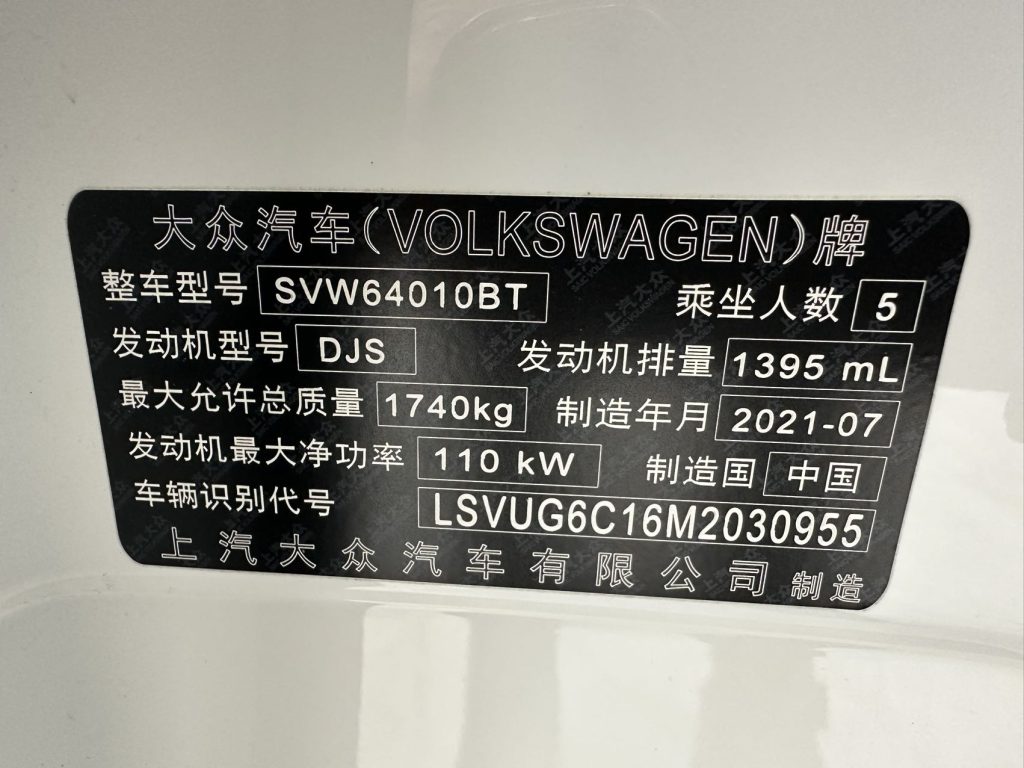 大众汽车(VOLKSWAGEN)牌
整车型号 SVW64010BT 乘坐人数 5
发动机型号 DJS 发动机排量 1395 mL
最大允许总质量 1740kg 制造年月 2021-07
发动机最大净功率 110 kW 制造国 中国
车辆识别代号 LSVUG6C16M2030955
上汽大众汽车有限公司 制造